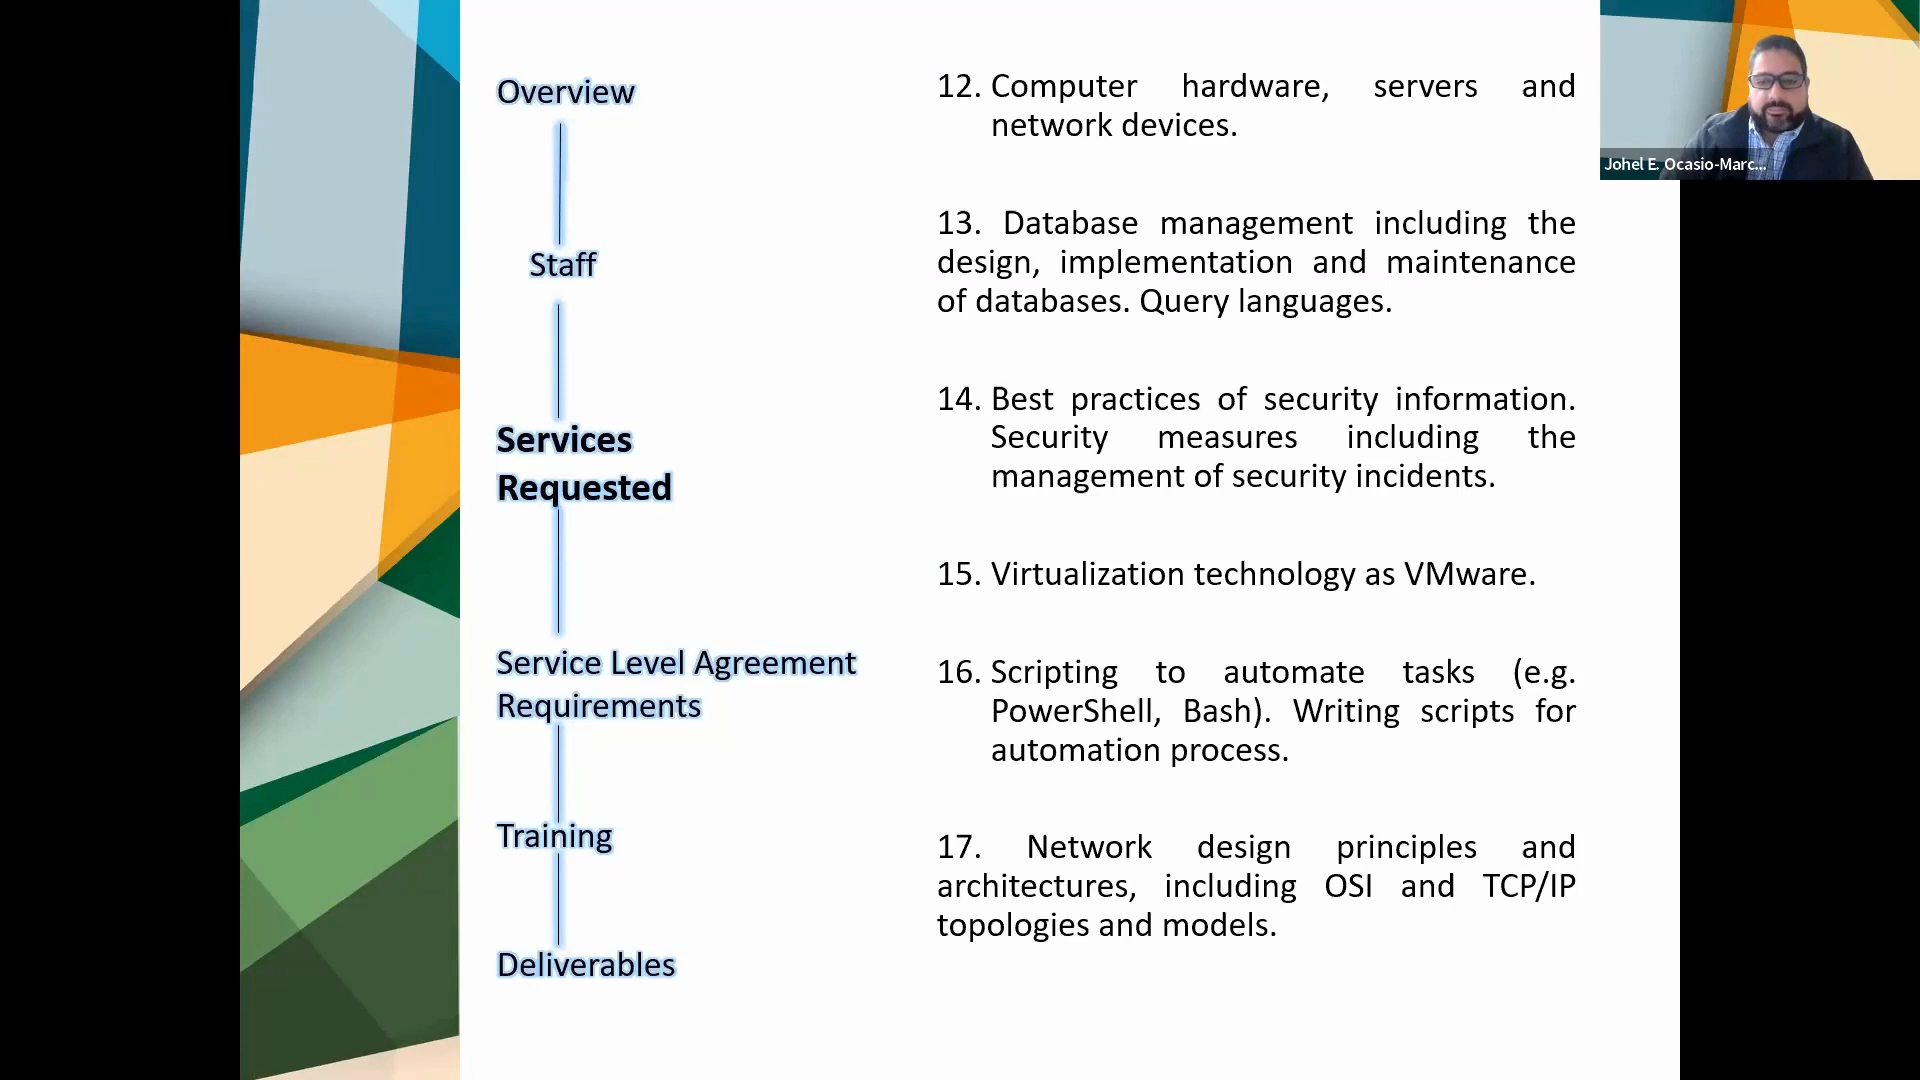 Overview
Staff
Services
Requested
Service Level Agreement
Requirements
Training
Deliverables
12. Computer hardware, servers and
network devices.
13. Database management including the
design, implementation and maintenance
of databases. Query languages.
14. Best practices of security information.
Security measures including the
management of security incidents.
15. Virtualization technology as VMware.
16. Scripting to automate tasks (e.g.
PowerShell, Bash). Writing scripts for
automation process.
17. Network design principles and
architectures, including OSI and TCP/IP
topologies and models.
Johel E. Ocasio-Marc...